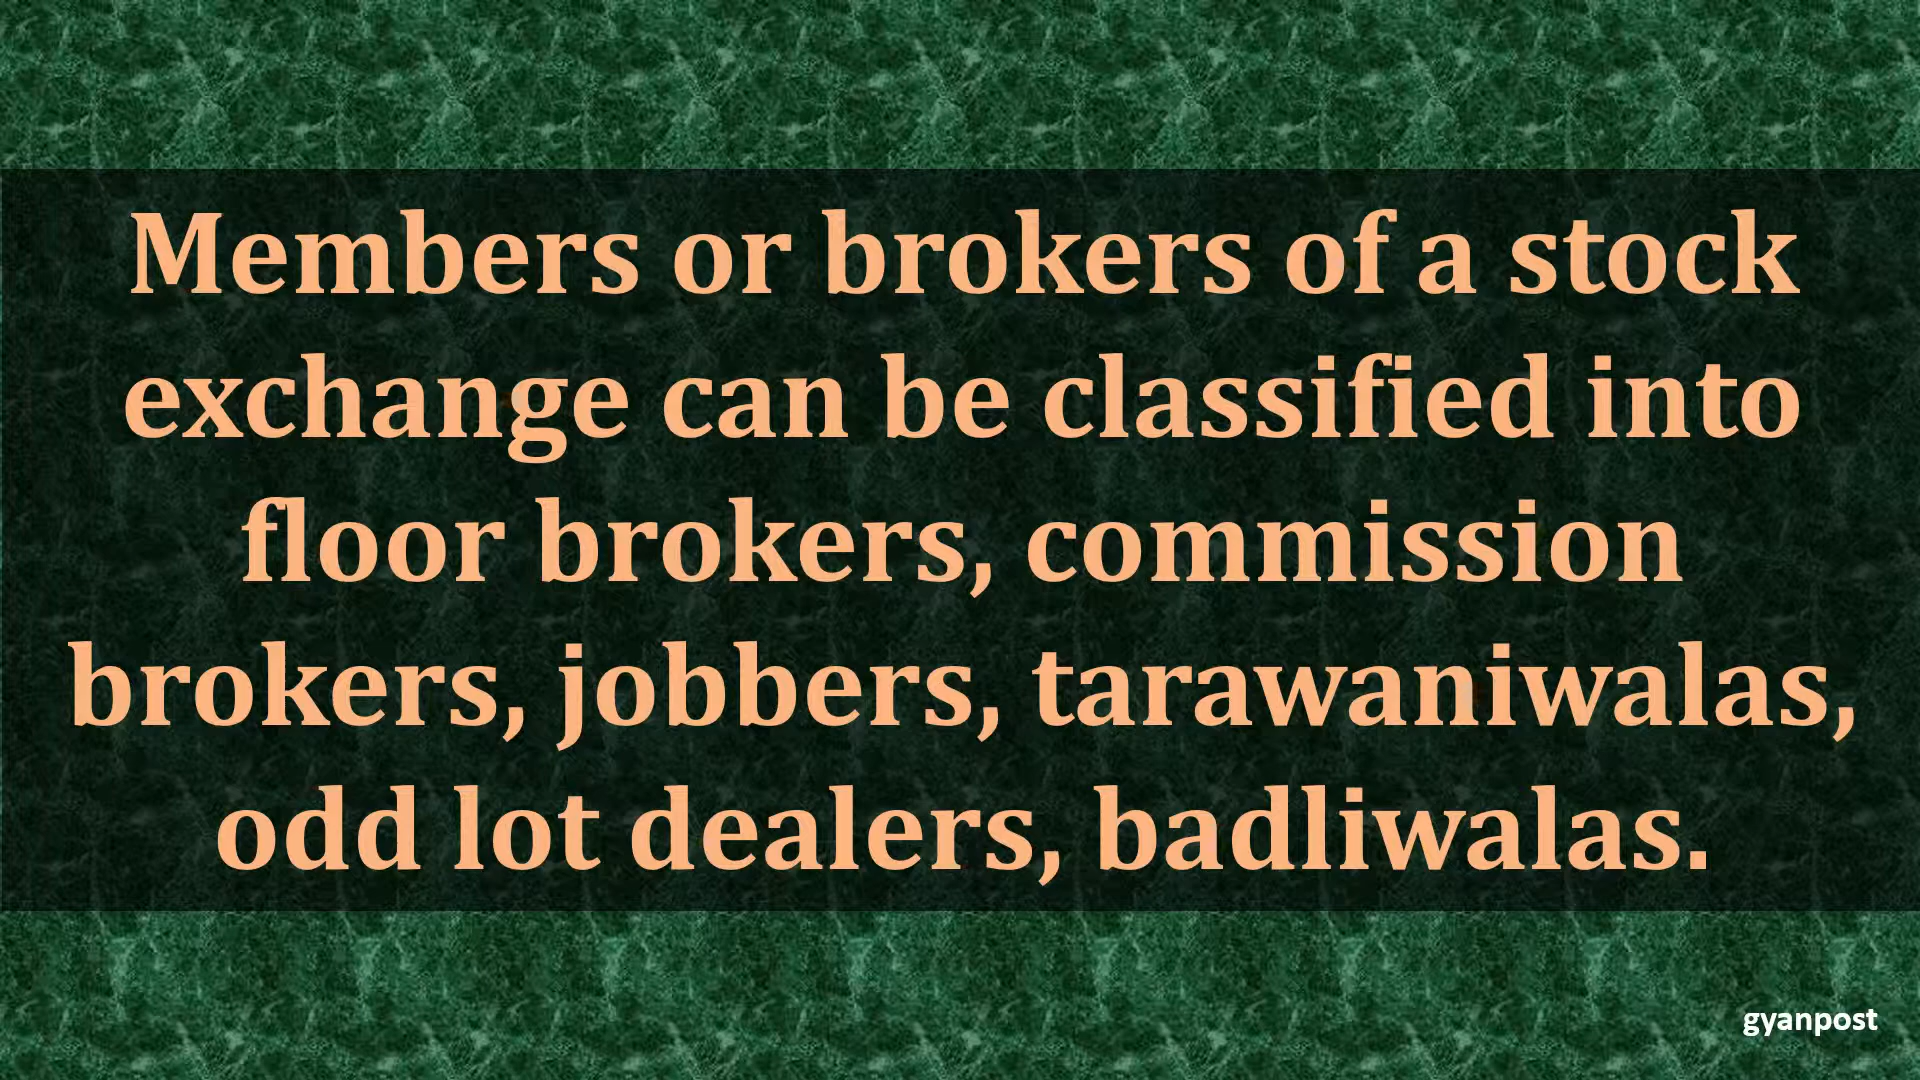 Members or brokers of a stock
exchange can be classified into
floor brokers, commission
brokers, jobbers, tarawaniwalas,
odd lot dealers, badliwalas.
gyanpost